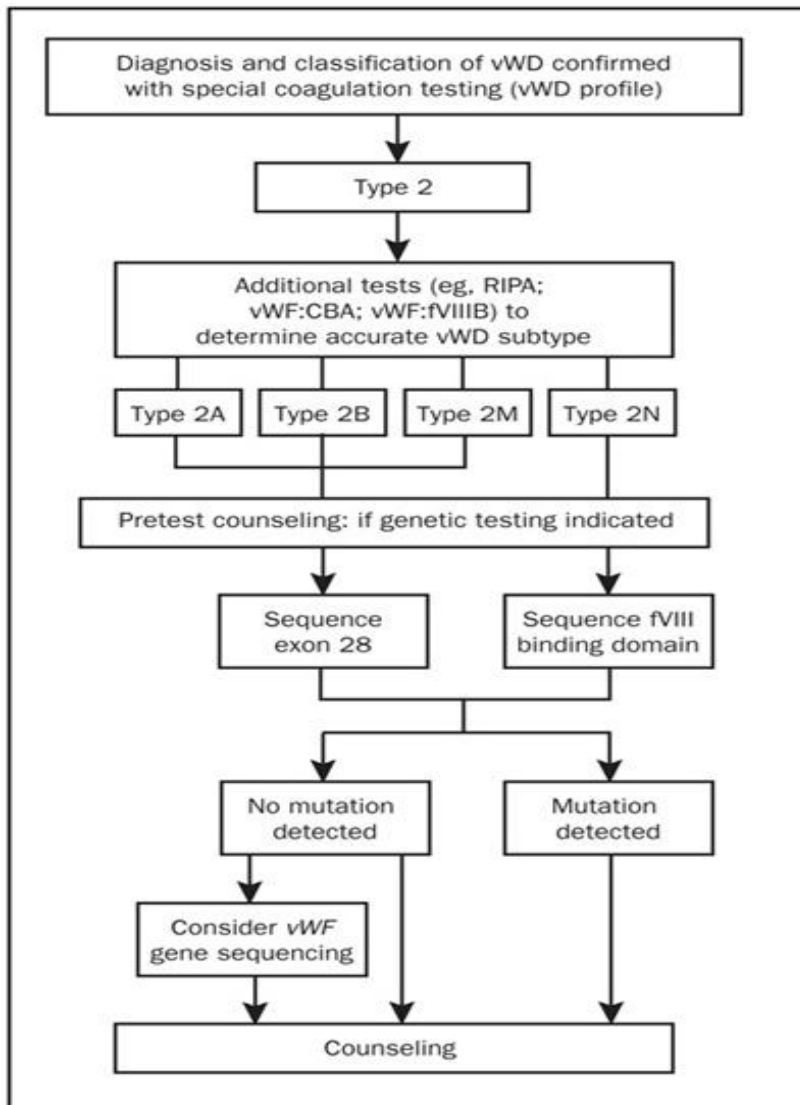 Diagnosis and classification of vWD confirmed
with special coagulation testing (vWD profile)
Type 2
Additional tests (eg, RIPA;
vWF:CBA; vWF:fVIIIB) to
determine accurate vWD subtype
Type 2A
Type 2B
Type 2M
Type 2N
Pretest counseling: if genetic testing indicated
Sequence
exon 28
Sequence fVIII
binding domain
No mutation
detected
Mutation
detected
Consider vWF
gene sequencing
Counseling